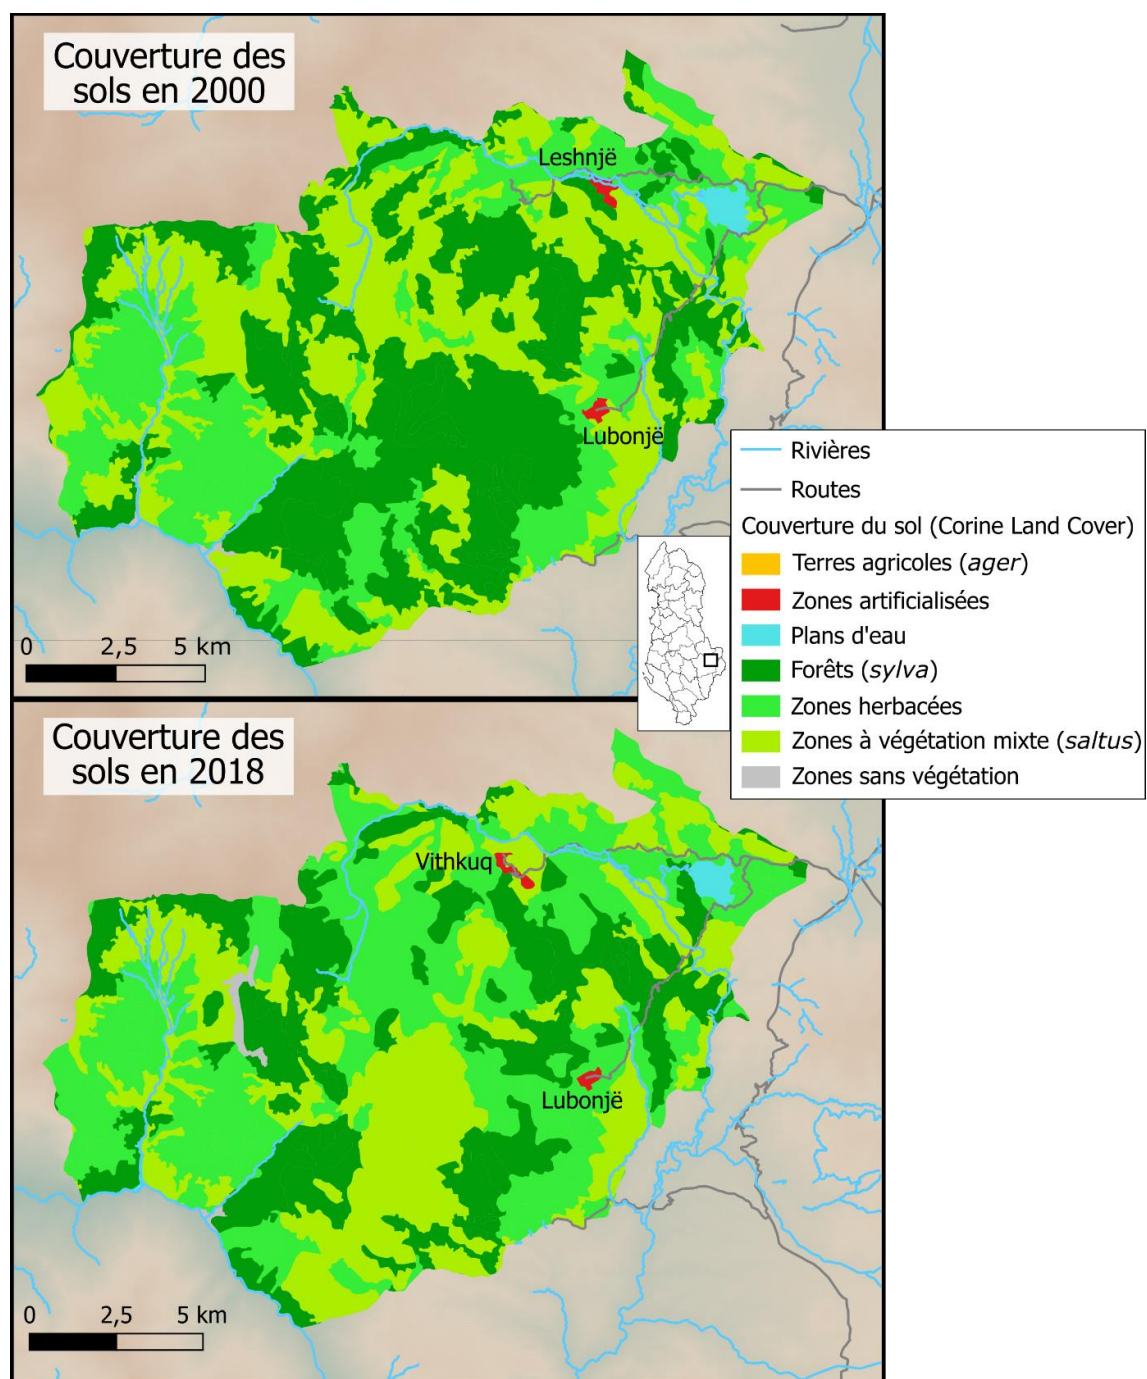 Couverture des
sols en 2000
Leshnjë
Lubonjë
0 2,5 5 km
Rivières
Routes
Couverture du sol (Corine Land Cover)
Terres agricoles (ager)
Zones artificialisées
Plans d'eau
Forêts (sylva)
Zones herbacées
Zones à végétation mixte (saltus)
Zones sans végétation
Couverture des
sols en 2018
Vithkuq
Lubonjë
0 2,5 5 km